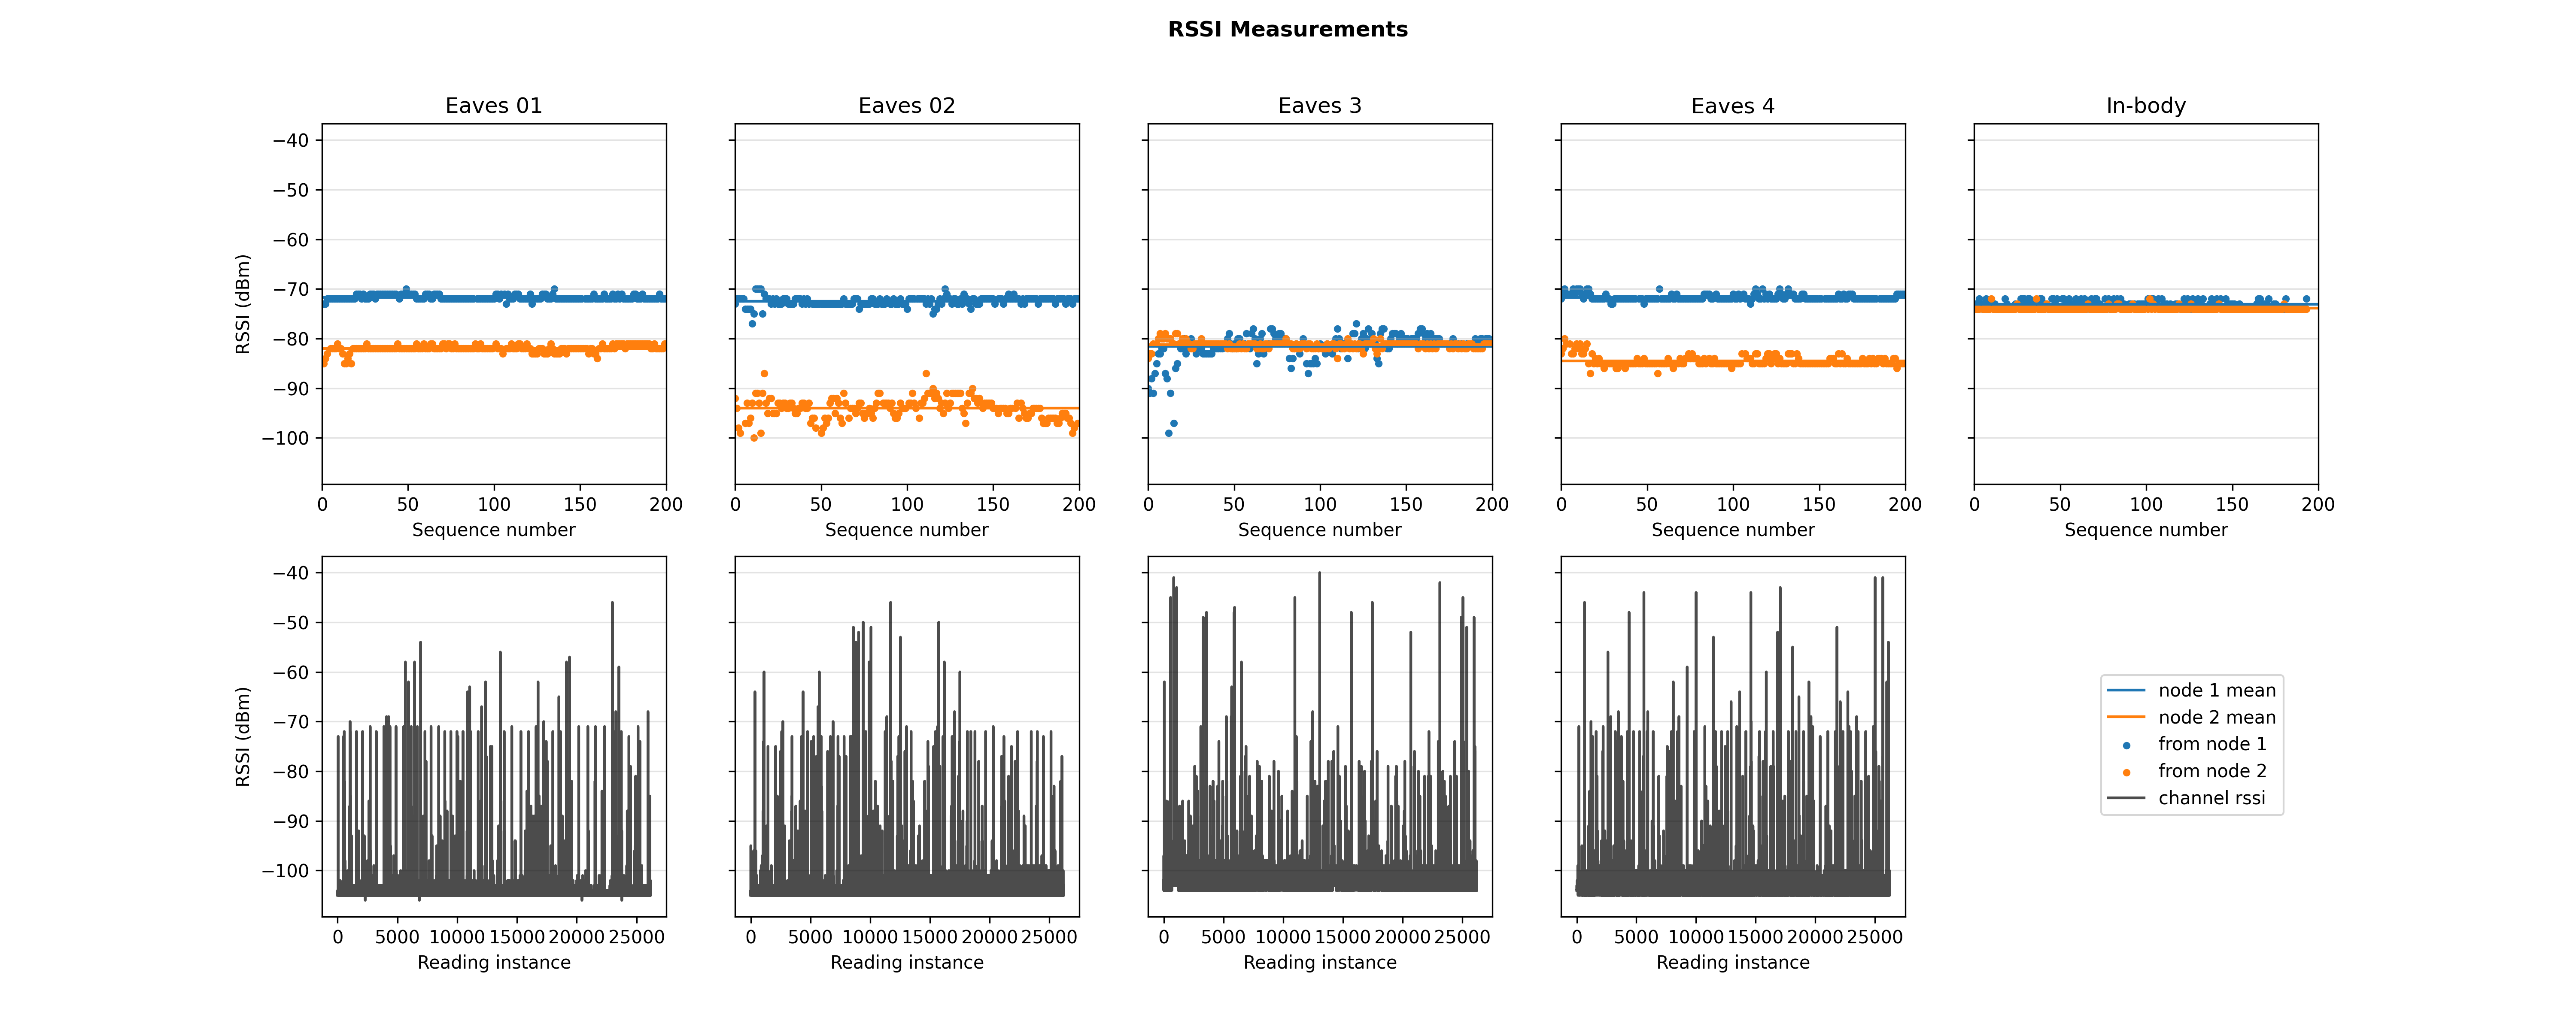 RSSI Measurements
Eaves 01
Eaves 02
Eaves 3
Eaves 4
In-body
RSSI (dBm)
−40
−50
−60
−70
−80
−90
−100
0 50 100 150 200
0 50 100 150 200
0 50 100 150 200
0 50 100 150 200
0 50 100 150 200
Sequence number
Sequence number
Sequence number
Sequence number
Sequence number
RSSI (dBm)
−40
−50
−60
−70
−80
−90
−100
0 5000 10000 15000 20000 25000
0 5000 10000 15000 20000 25000
0 5000 10000 15000 20000 25000
0 5000 10000 15000 20000 25000
Reading instance
Reading instance
Reading instance
Reading instance
node 1 mean
node 2 mean
from node 1
from node 2
channel rssi